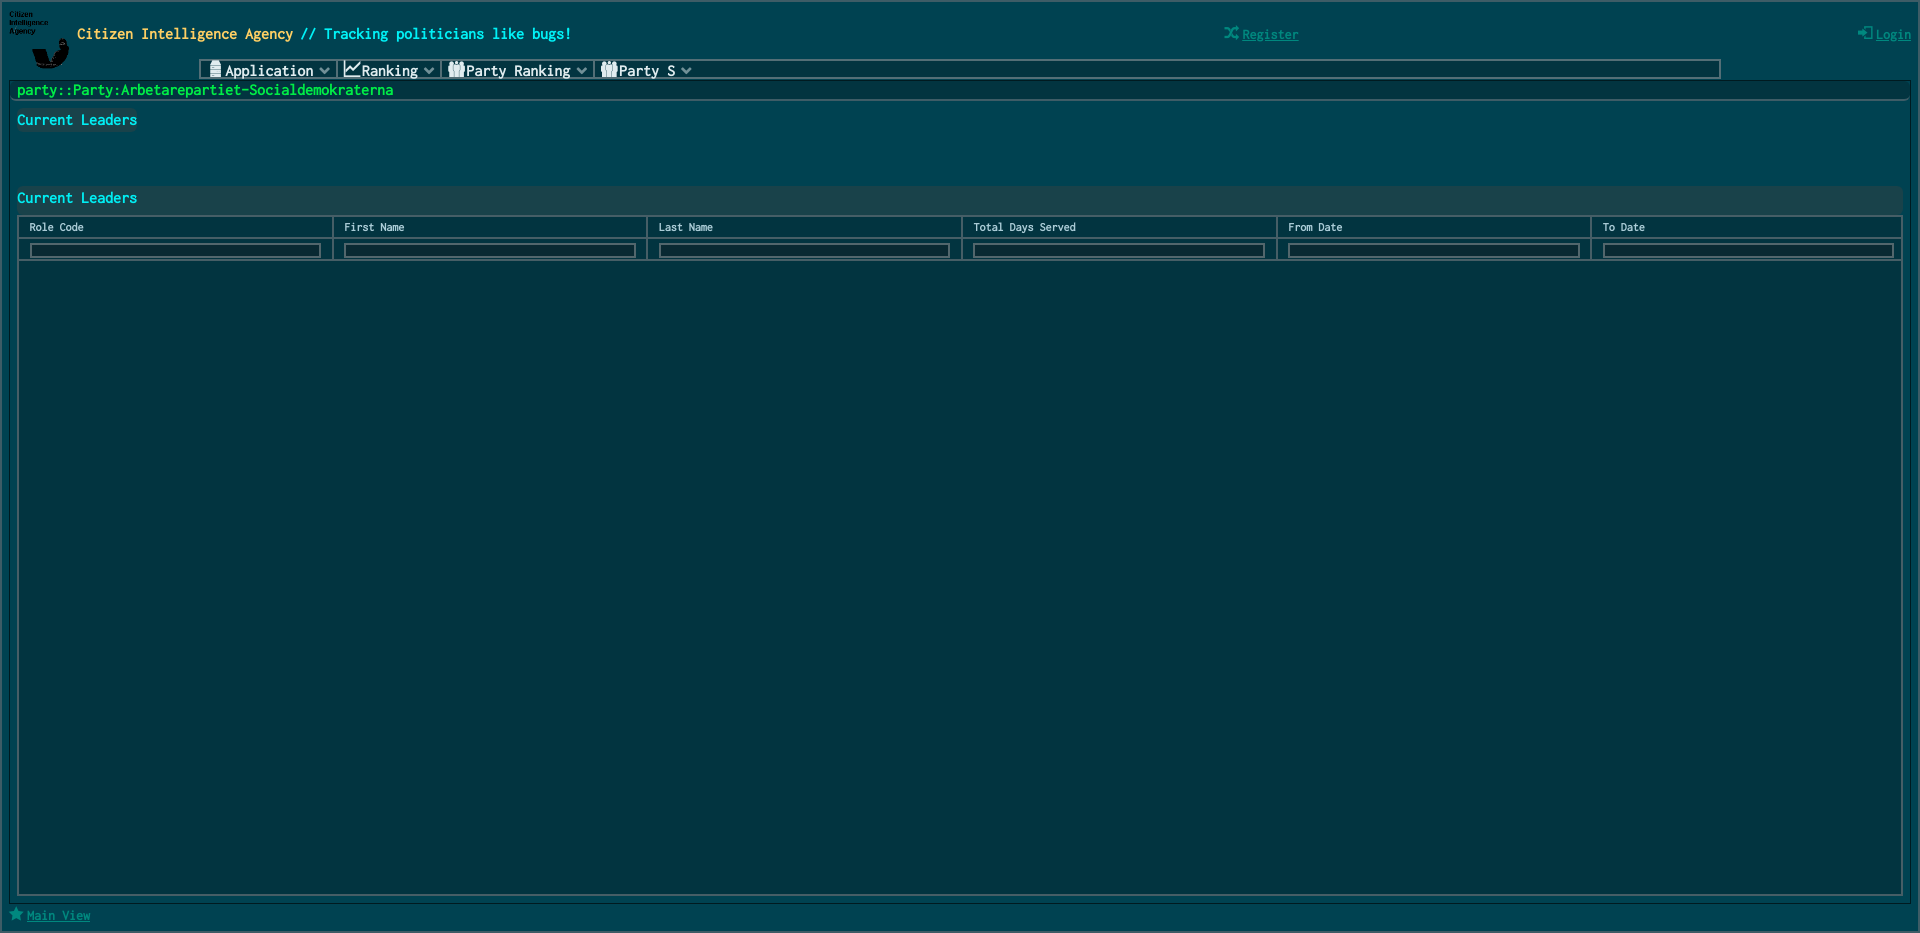 Citizen
Intelligence
Agency
Citizen Intelligence Agency // Tracking politicians like bugs!
Register
Login
Application
Ranking
Party Ranking
Party S
party::Party:Arbetarepartiet-Socialdemokraterna
Current Leaders
Current Leaders
Role Code
First Name
Last Name
Total Days Served
From Date
To Date
Main View